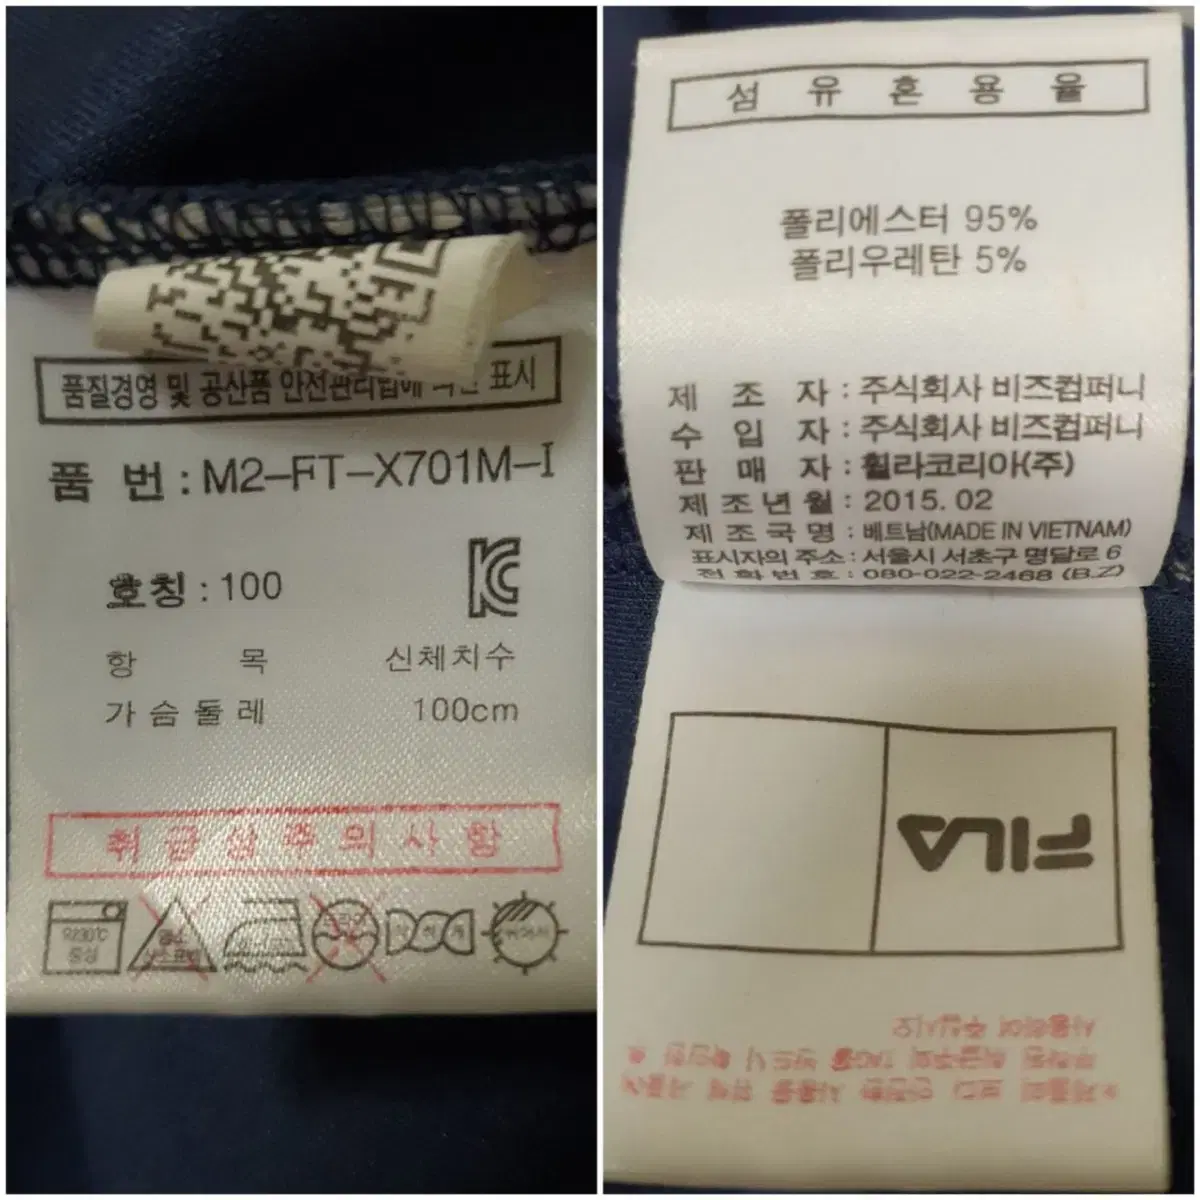 품질경영 및 공산품 안전관리법에 표시
품 번 : M2-FT-X701M-I
호칭 : 100
항 목 신체치수
가슴둘레 100cm
취급상주의사항
중성
섬유혼용율
폴리에스터 95%
폴리우레탄 5%
제 조 자 : 주식회사 비즈컴퍼니
수 입 자 : 주식회사 비즈컴퍼니
판 매 자 : 휠라코리아(주)
제조년월 : 2015. 02
제조국명 : 베트남(MADE IN VIETNAM)
표시자의 주소 : 서울시 서초구 명달로 6
전화번호 : 080-022-2468 (B.Z)
FILA